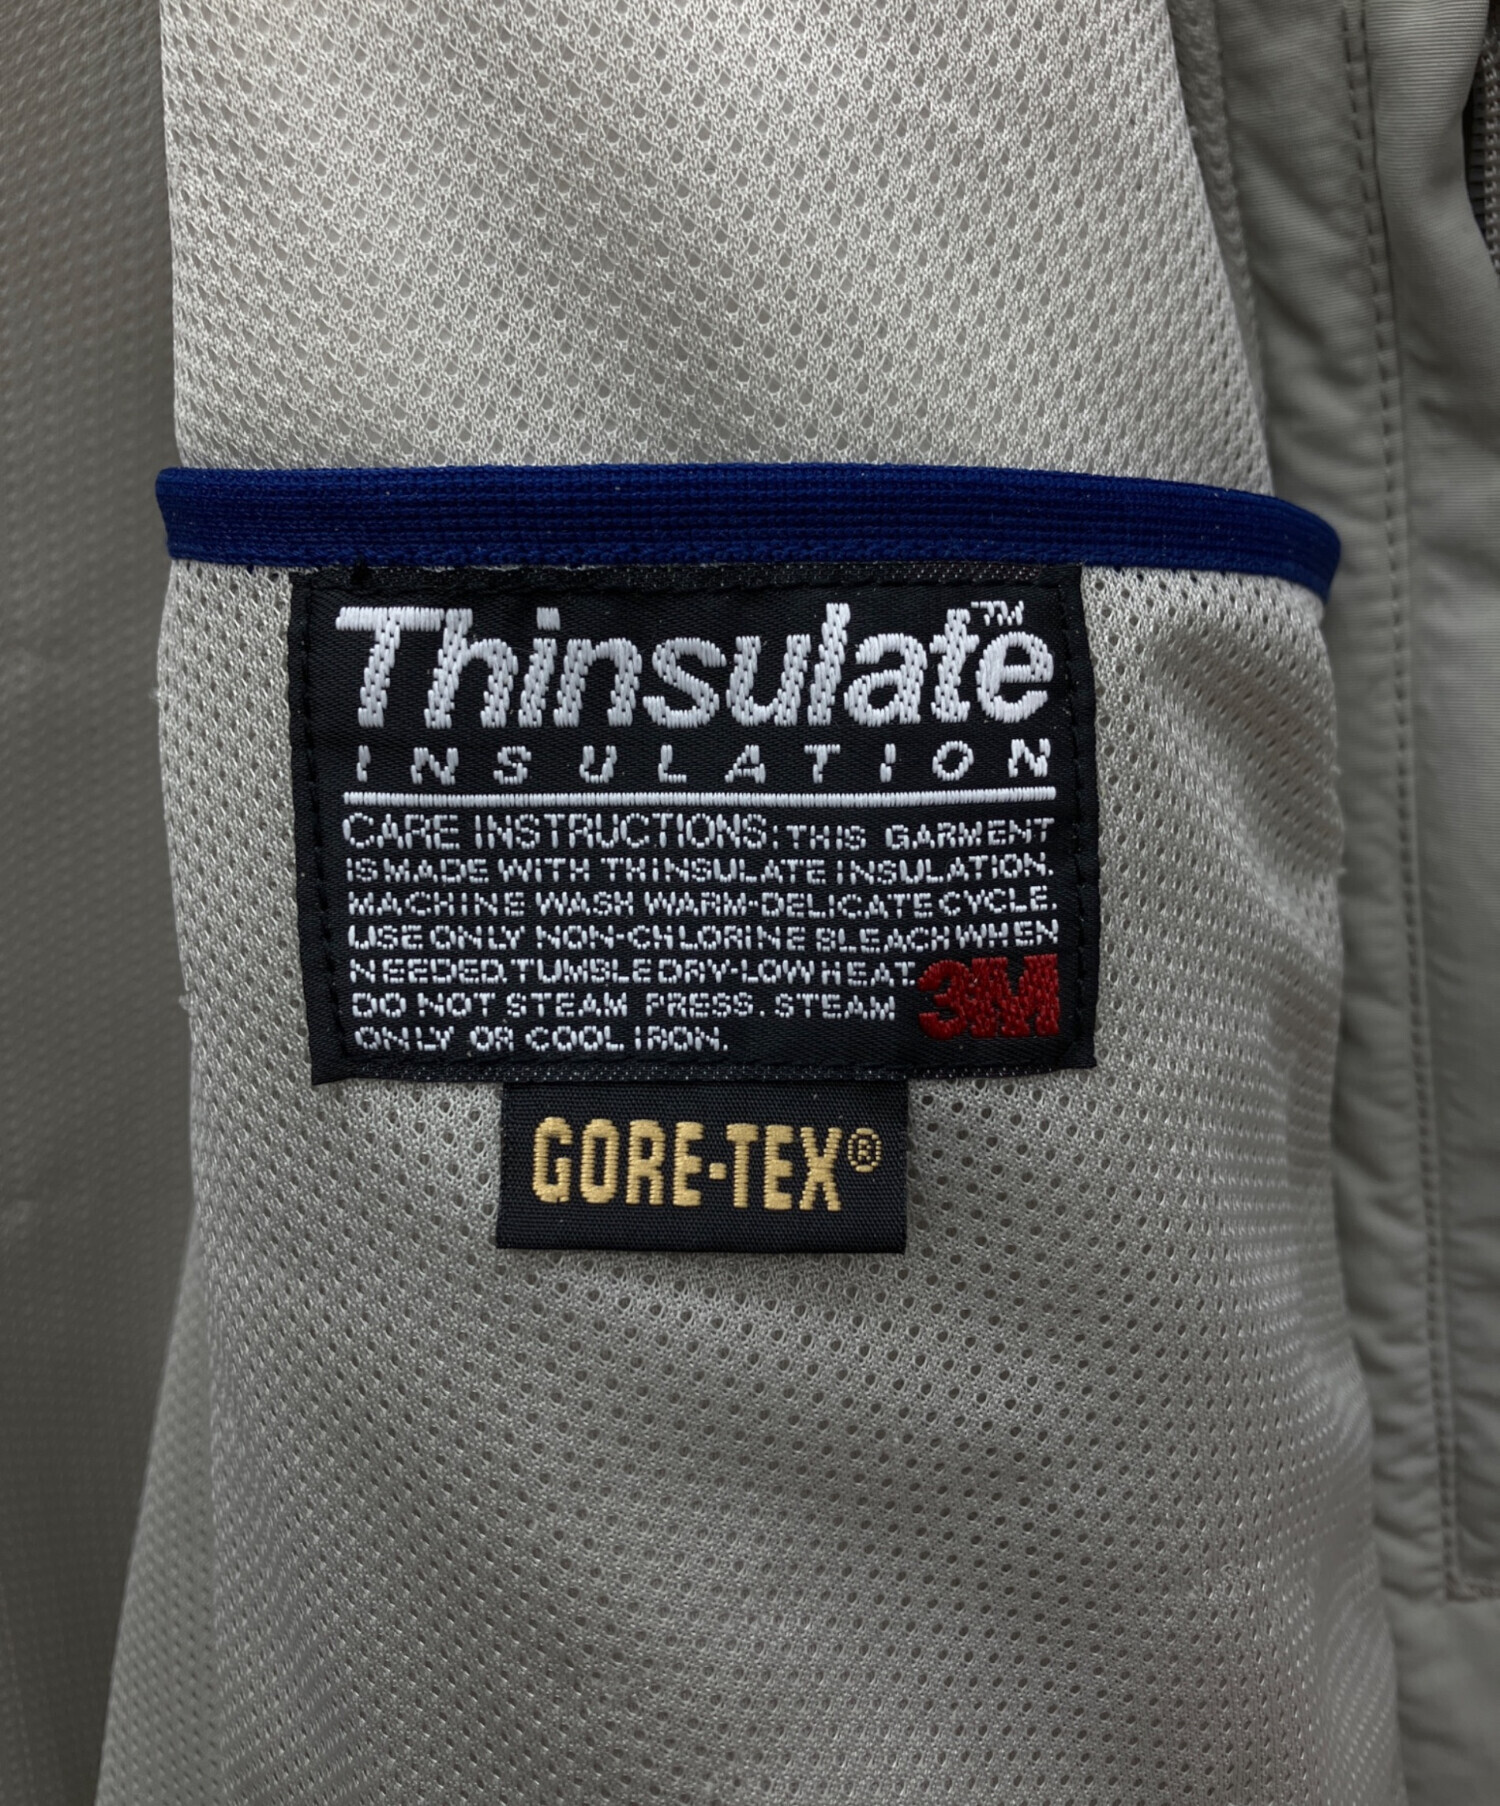 Thinsulate™
INSULATION
CARE INSTRUCTIONS: THIS GARMENT
IS MADE WITH THINSULATE INSULATION.
MACHINE WASH WARM-DELICATE CYCLE.
USE ONLY NON-CHLORINE BLEACH WHEN
NEEDED. TUMBLE DRY-LOW HEAT.
DO NOT STEAM PRESS. STEAM
ONLY OR COOL IRON.
3M
GORE-TEX®